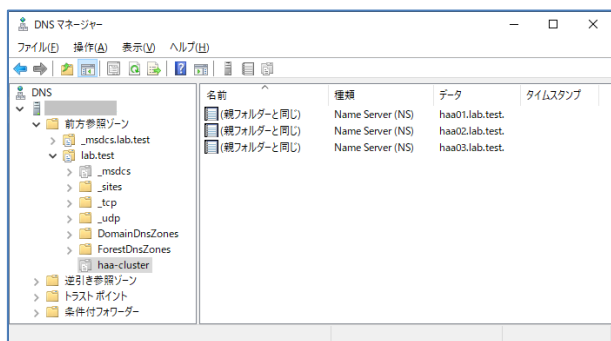 DNS マネージャー
ファイル(F) 操作(A) 表示(V) ヘルプ(H)
DNS
前方参照ゾーン
_msdcs.lab.test
lab.test
_msdcs
_sites
_tcp
_udp
DomainDnsZones
ForestDnsZones
haa-cluster
逆引き参照ゾーン
トラスト ポイント
条件付フォワーダー
名前 種類 データ タイムスタンプ
(親フォルダーと同じ) Name Server (NS) haa01.lab.test.
(親フォルダーと同じ) Name Server (NS) haa02.lab.test.
(親フォルダーと同じ) Name Server (NS) haa03.lab.test.